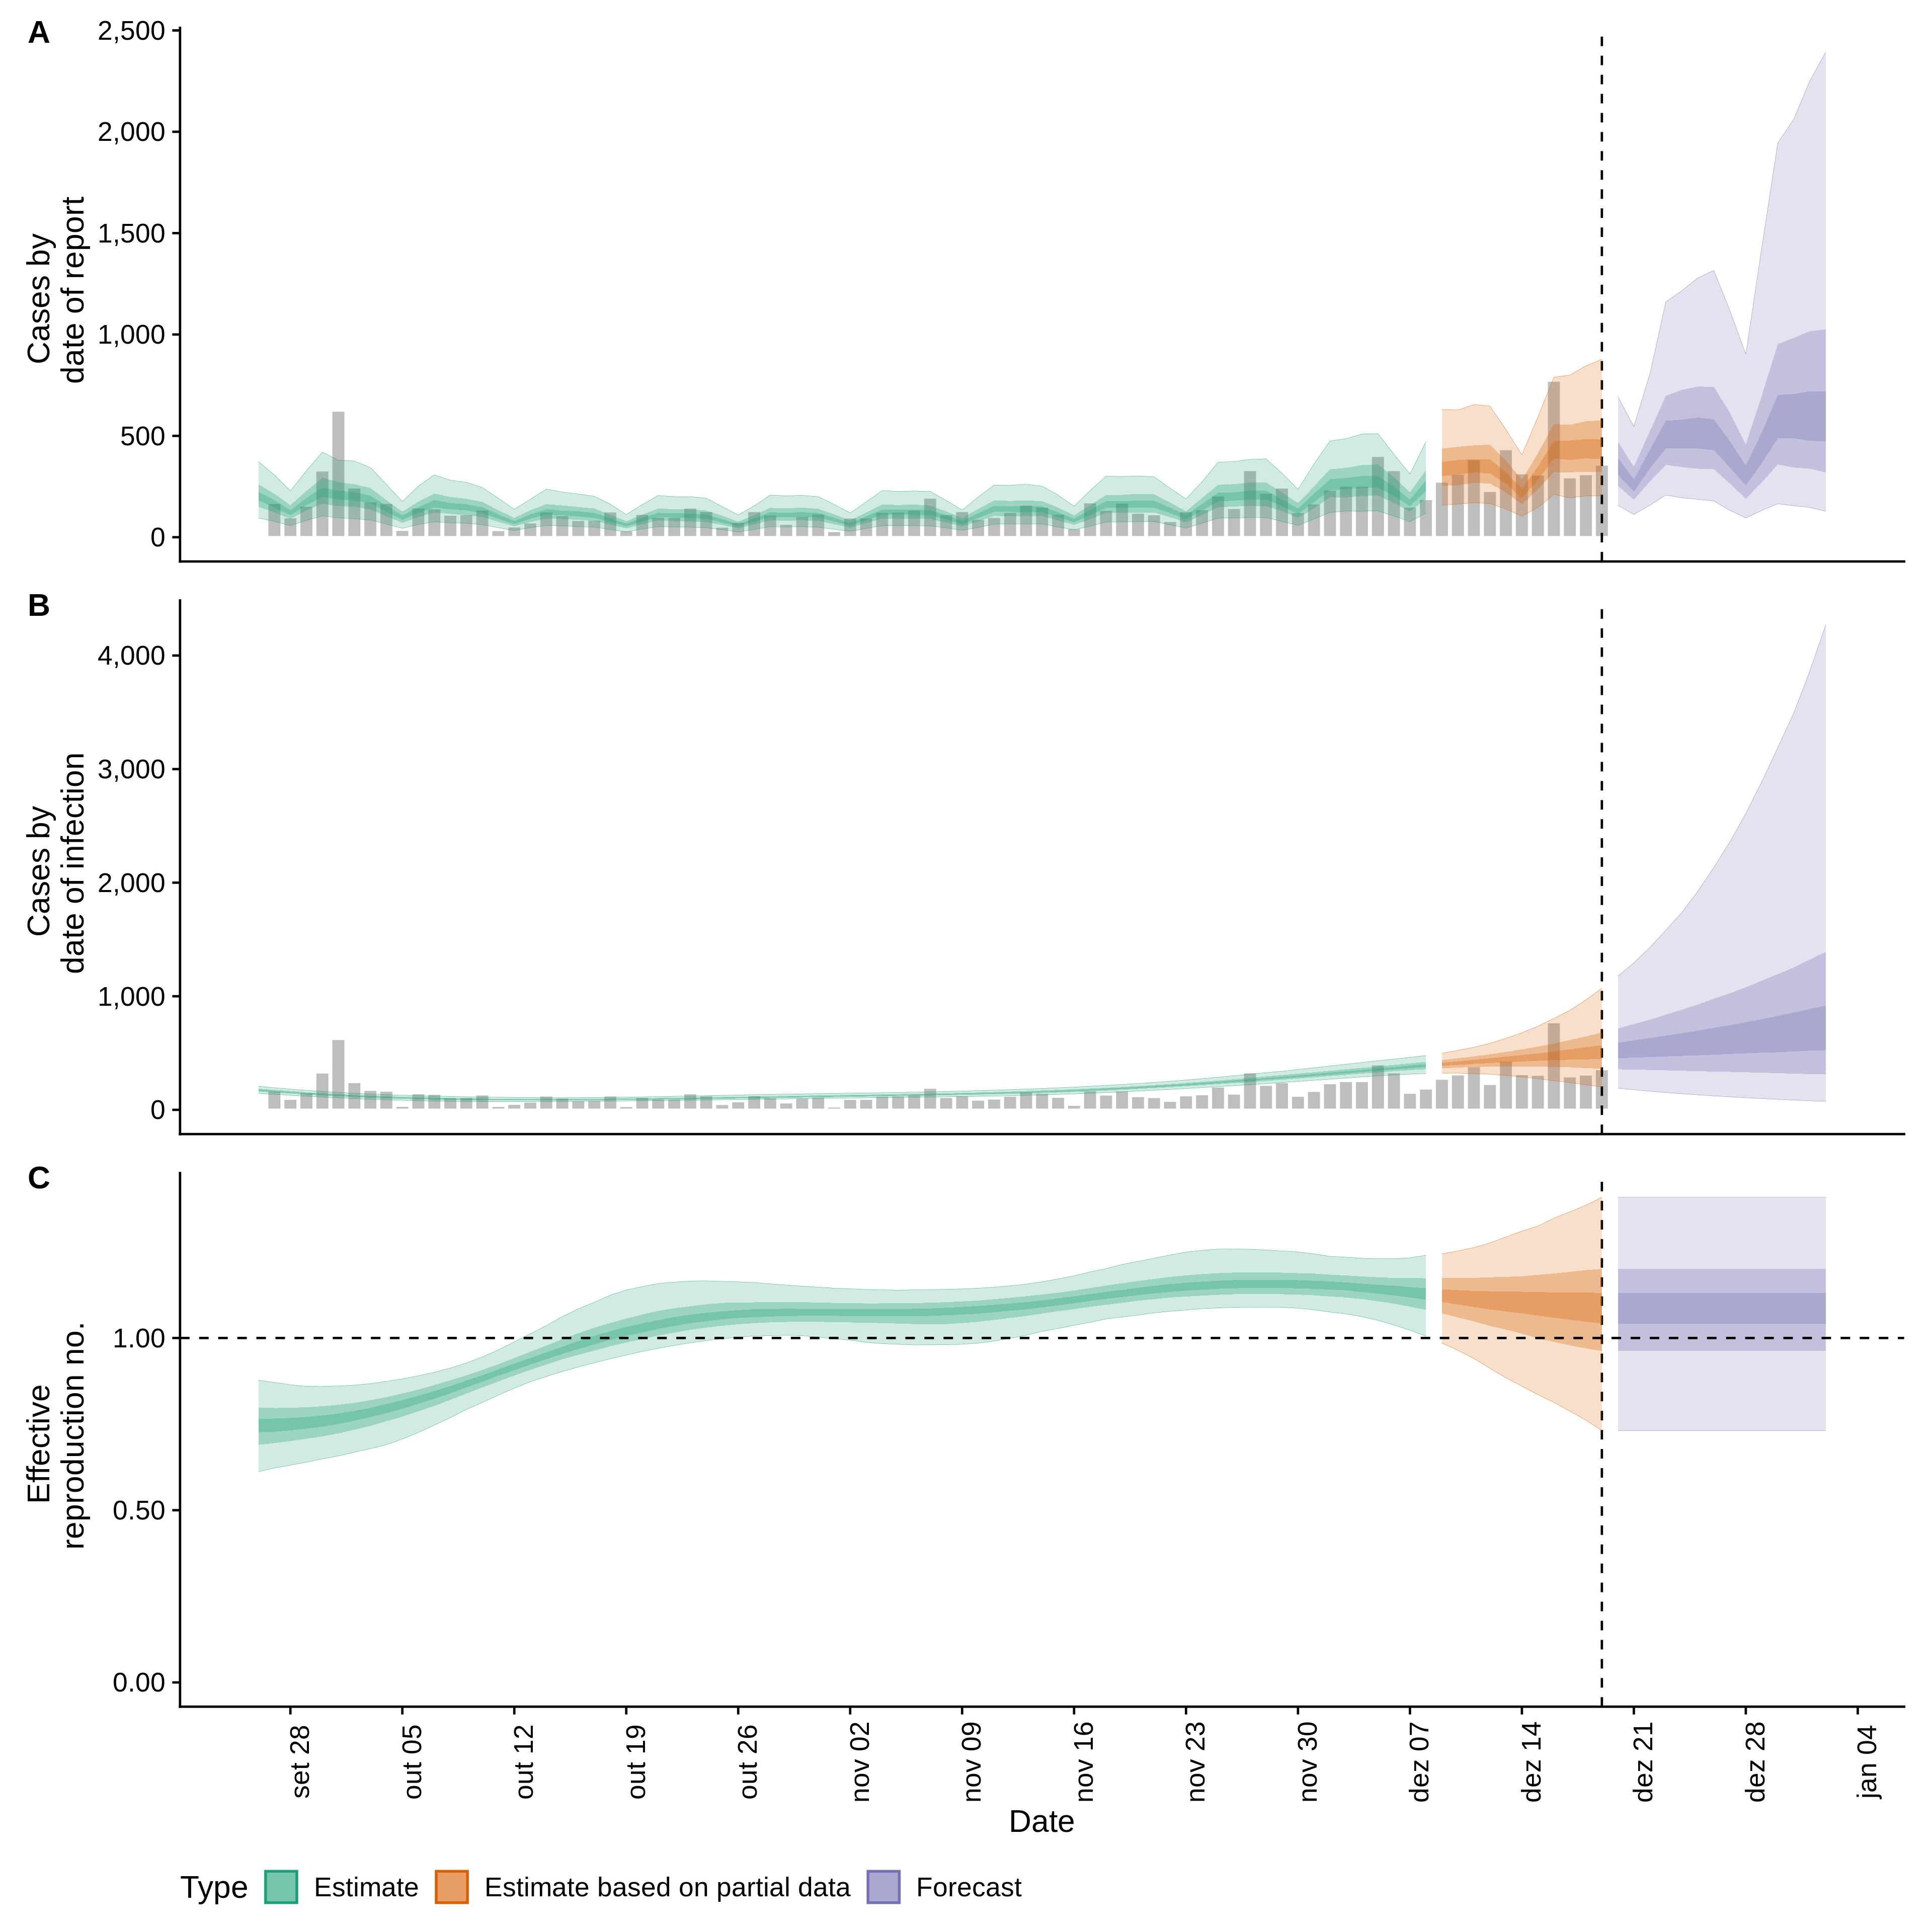 A
2,500
2,000
1,500
1,000
500
0
Cases by
date of report
B
4,000
3,000
2,000
1,000
0
Cases by
date of infection
C
1.00
0.50
0.00
Effective
reproduction no.
set 28
out 05
out 12
out 19
out 26
nov 02
nov 09
nov 16
nov 23
nov 30
dez 07
dez 14
dez 21
dez 28
jan 04
Date
Type Estimate Estimate based on partial data Forecast